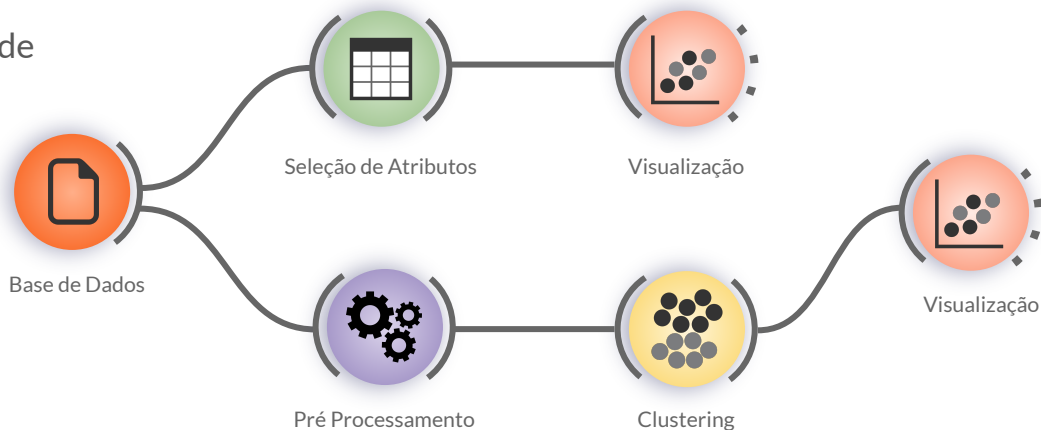 de
Seleção de Atributos
Visualização
Base de Dados
Visualização
Pré Processamento
Clustering